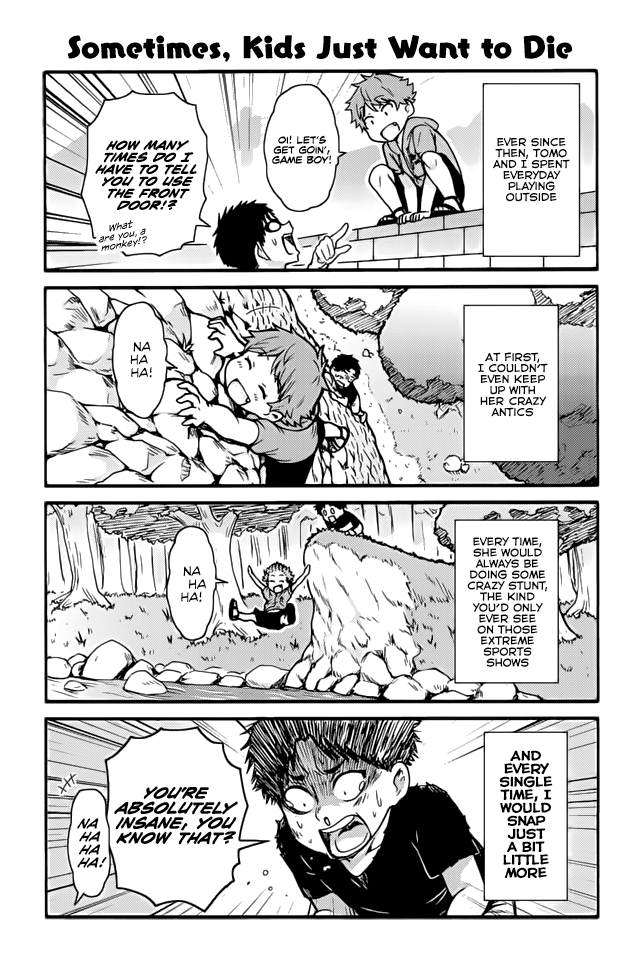 Sometimes, Kids Just Want to Die
EVER SINCE
THEN, TOMO
AND I SPENT
EVERYDAY
PLAYING
OUTSIDE
OI! LET'S
GET GOIN',
GAME BOY!
HOW MANY
TIMES DO I
HAVE TO TELL
YOU TO USE
THE FRONT
DOOR!?
What
are you, a
monkey!?
NA
HA
HA!
AT FIRST,
I COULDN'T
EVEN KEEP
UP WITH
HER CRAZY
ANTICS
NA
HA
HA!
EVERY TIME,
SHE WOULD
ALWAYS BE
DOING SOME
CRAZY STUNT,
THE KIND
YOU'D ONLY
EVER SEE
ON THOSE
EXTREME
SPORTS
SHOWS
AND
EVERY
SINGLE
TIME, I
WOULD
SNAP
JUST
A BIT
LITTLE
MORE
YOU'RE
ABSOLUTELY
INSANE, YOU
KNOW THAT?
NA
HA
HA
HA!